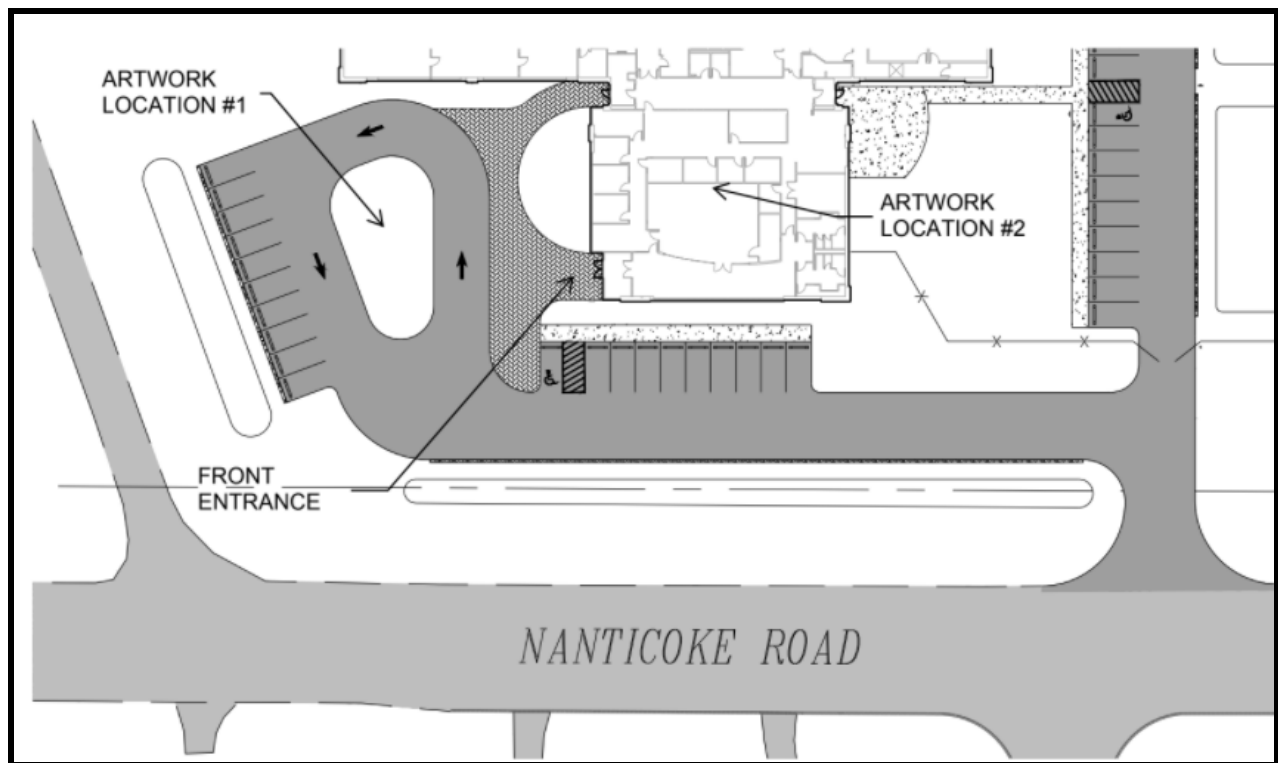 ARTWORK
LOCATION #1
ARTWORK
LOCATION #2
FRONT
ENTRANCE
NANTICOKE ROAD